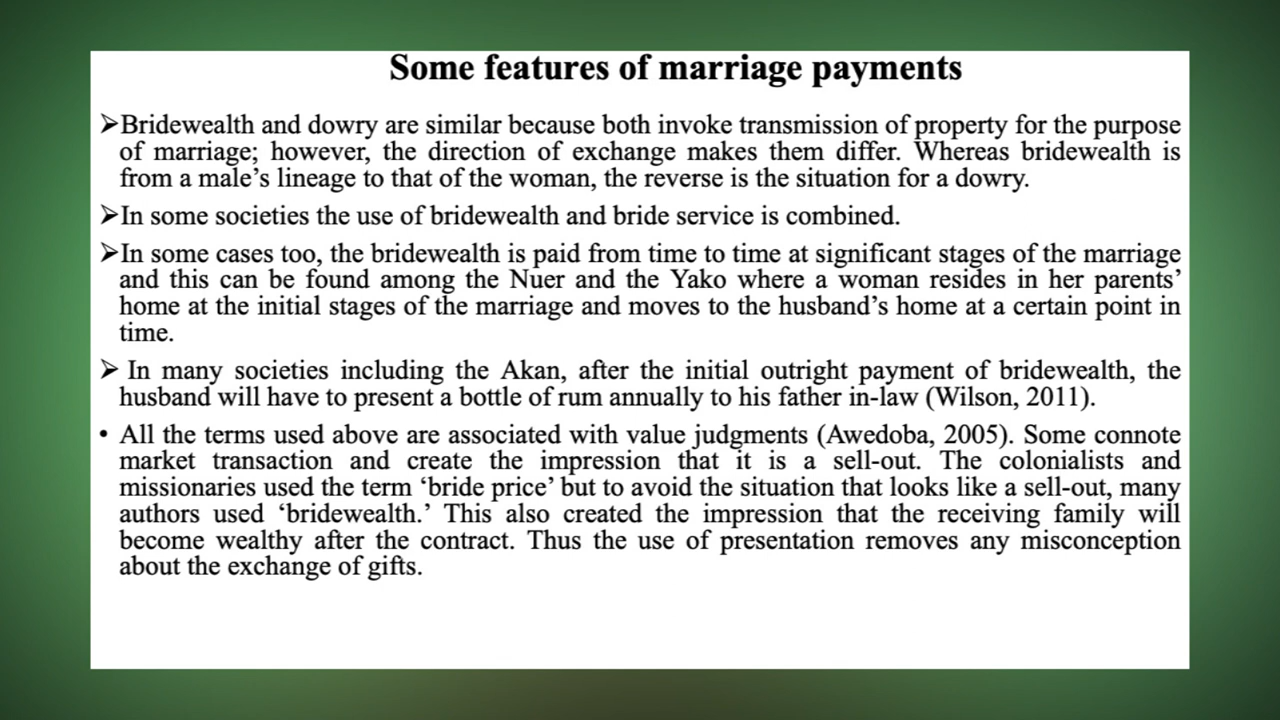 Some features of marriage payments
➢Bridewealth and dowry are similar because both invoke transmission of property for the purpose
of marriage; however, the direction of exchange makes them differ. Whereas bridewealth is
from a male’s lineage to that of the woman, the reverse is the situation for a dowry.
➢In some societies the use of bridewealth and bride service is combined.
➢In some cases too, the bridewealth is paid from time to time at significant stages of the marriage
and this can be found among the Nuer and the Yako where a woman resides in her parents’
home at the initial stages of the marriage and moves to the husband’s home at a certain point in
time.
➢ In many societies including the Akan, after the initial outright payment of bridewealth, the
husband will have to present a bottle of rum annually to his father in-law (Wilson, 2011).
• All the terms used above are associated with value judgments (Awedoba, 2005). Some connote
market transaction and create the impression that it is a sell-out. The colonialists and
missionaries used the term ‘bride price’ but to avoid the situation that looks like a sell-out, many
authors used ‘bridewealth.’ This also created the impression that the receiving family will
become wealthy after the contract. Thus the use of presentation removes any misconception
about the exchange of gifts.